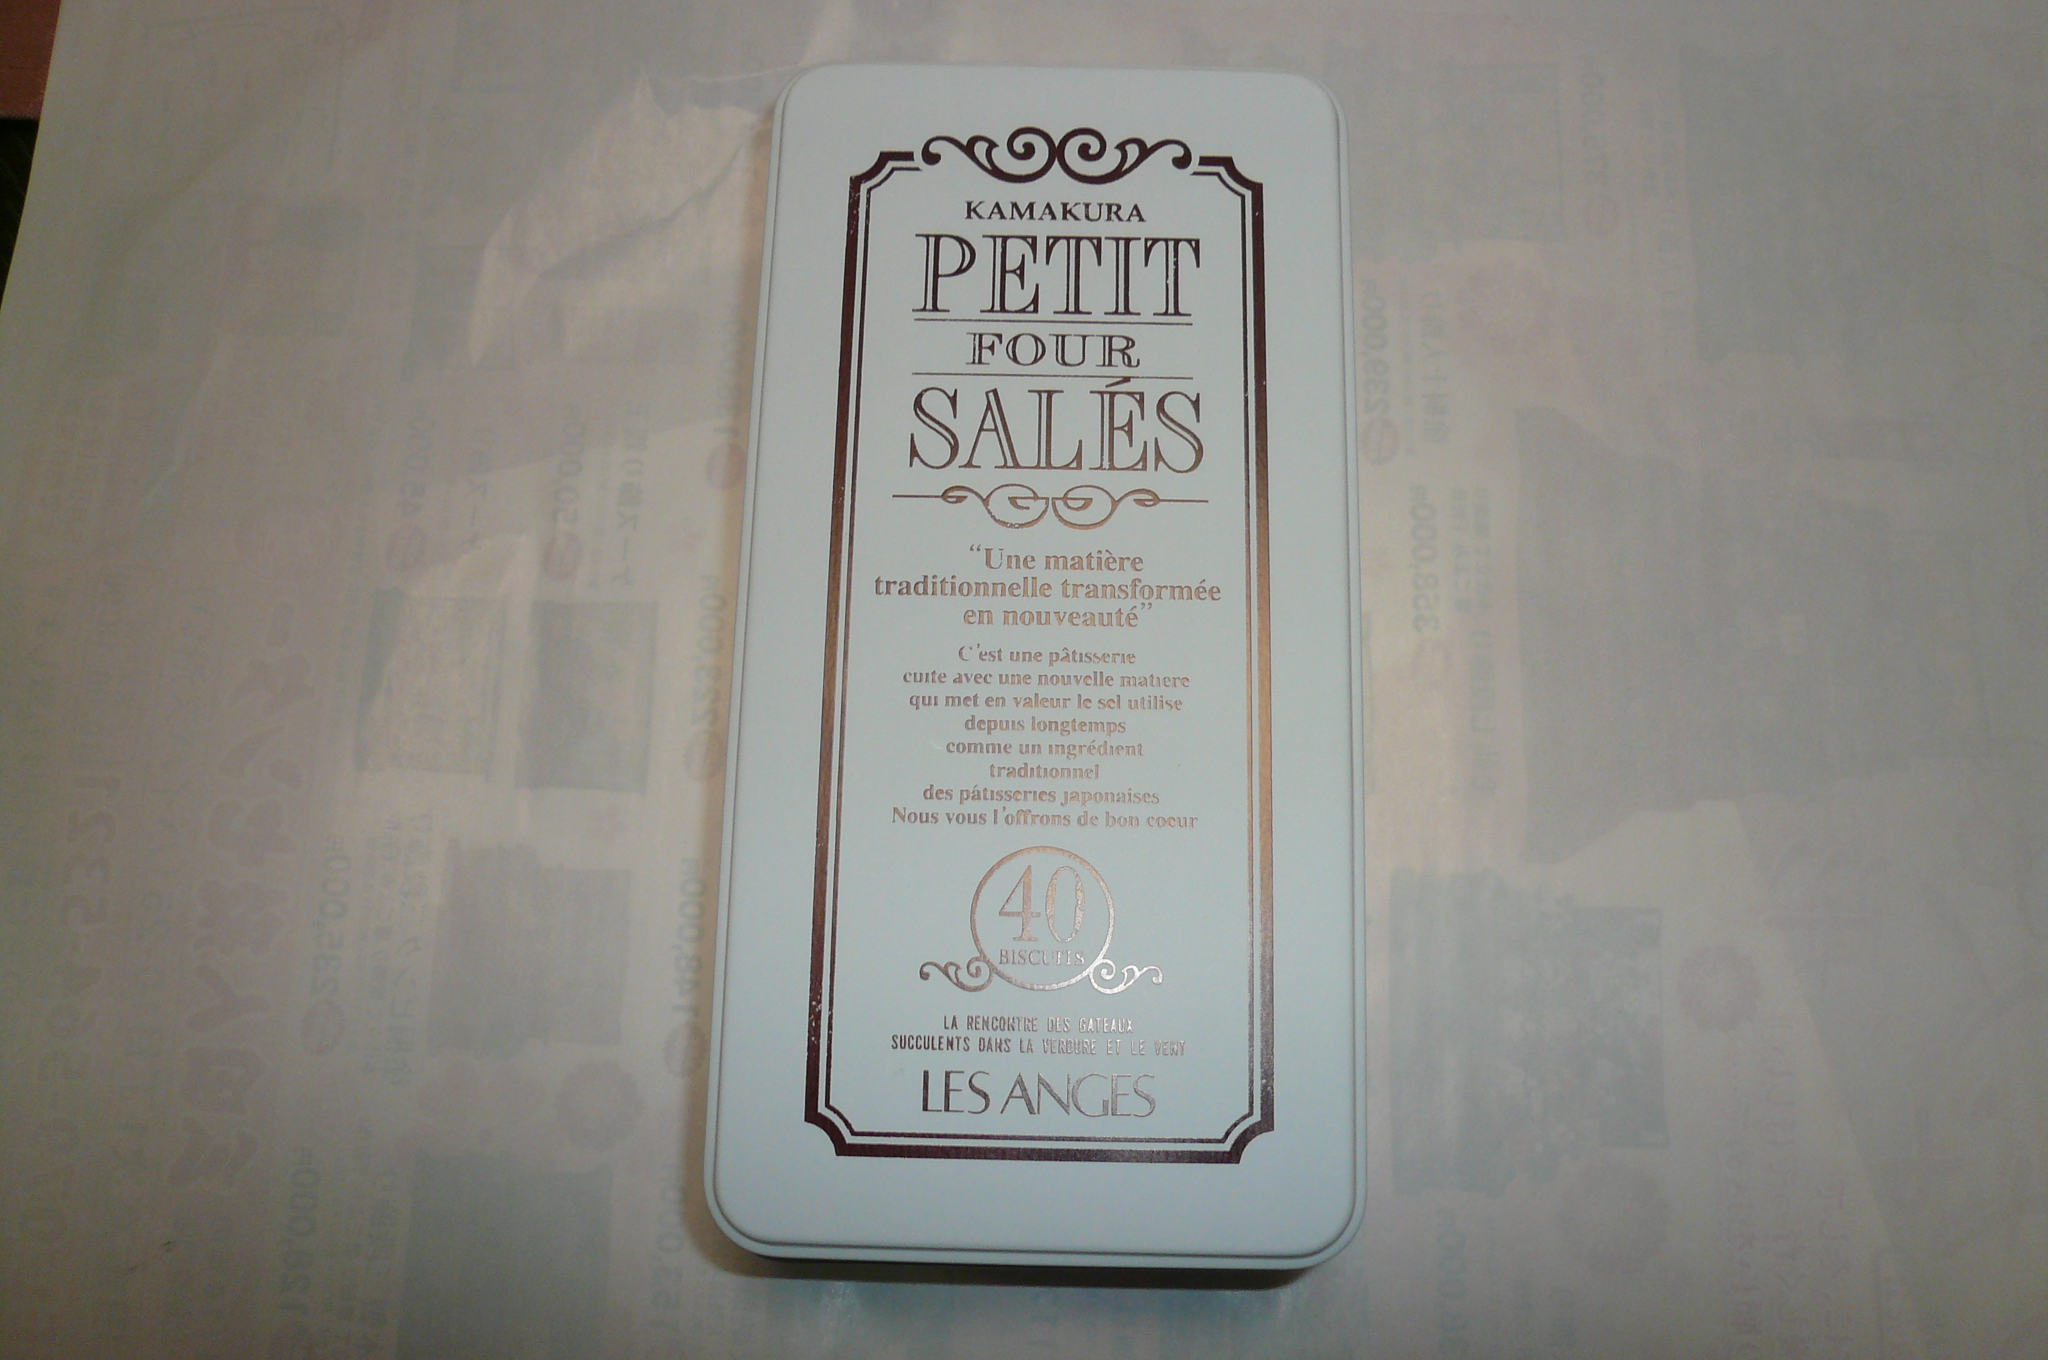 KAMAKURA
PETIT
FOUR
SALÉS
“Une matière
traditionnelle transformée
en nouveauté”
C'est une pâtisserie
cuite avec une nouvelle matiere
qui met en valeur le sel utilise
depuis longtemps
comme un ingrédient
traditionnel
des pâtisseries japonaises
Nous vous l'offrons de bon coeur
40
BISCUITS
LA RENCONTRE DES GATEAUX
SUCCULENTS DANS LA VERDURE ET LE VENT
LES ANGES